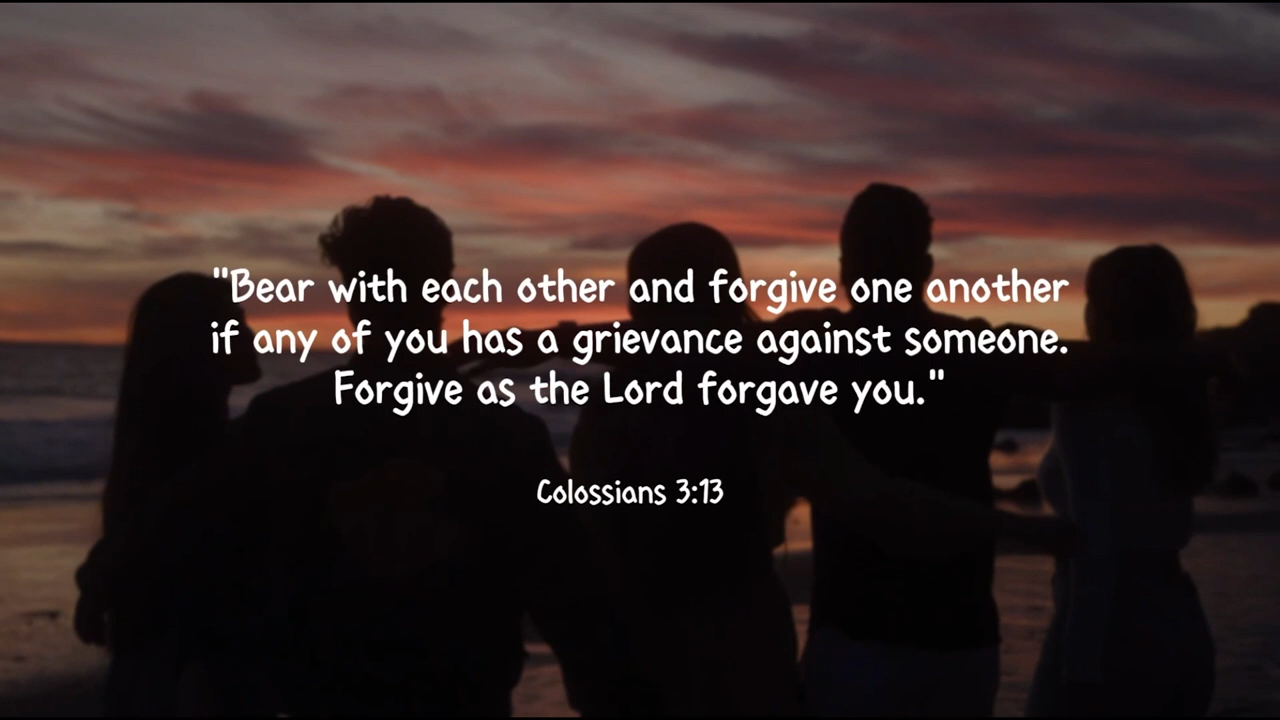 "Bear with each other and forgive one another
if any of you has a grievance against someone.
Forgive as the Lord forgave you."
Colossians 3:13